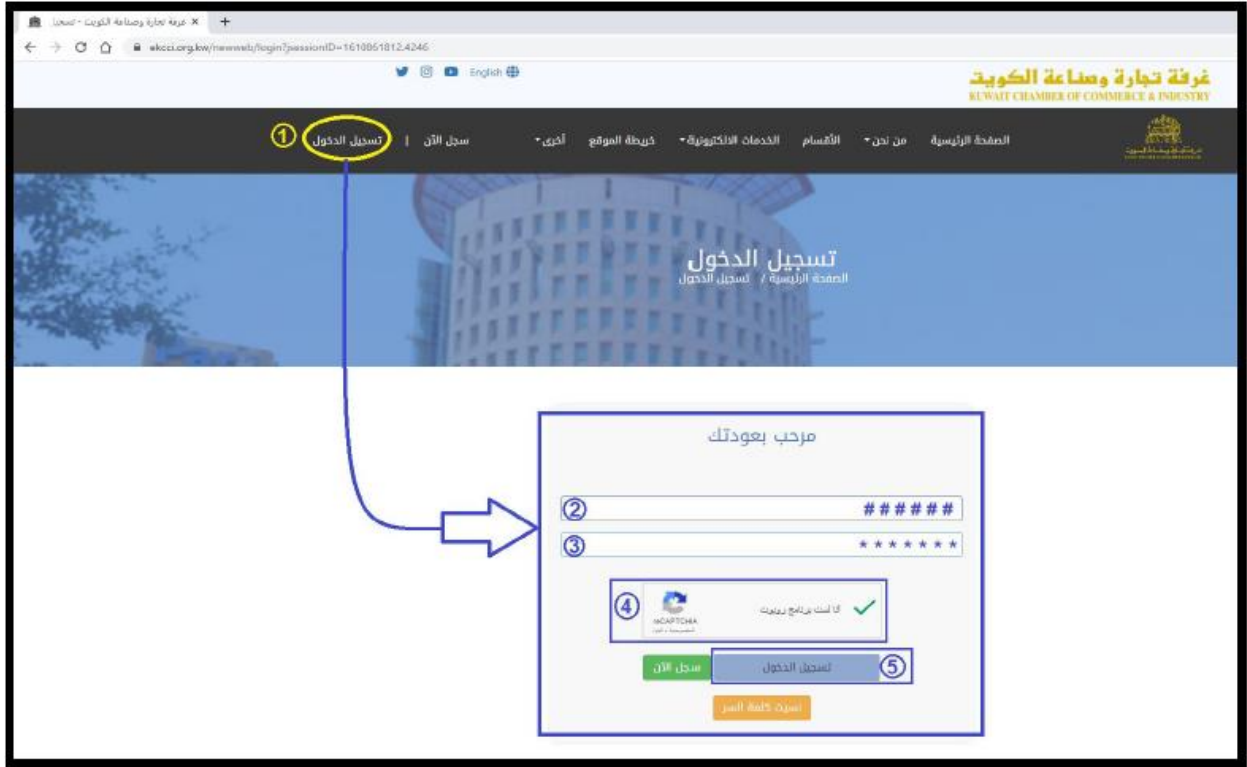 غرفة تجارة وصناعة الكويت - تسجيل
ekcci.org.kw/newweb/login?jsessionID=1610861812.4246
English
غرفة تجارة وصناعة الكويت
KUWAIT CHAMBER OF COMMERCE & INDUSTRY
الصفحة الرئيسية من نحن الأقسام الخدمات الالكترونية خريطة الموقع أخرى سجل الآن | تسجيل الدخول 1
تسجيل الدخول
الصفحة الرئيسية / تسجيل الدخول
مرحب بعودتك
# # # # # # 2
* * * * * * * 3
أنا لست برنامج روبوت 4
reCAPTCHA
5 تسجيل الدخول سجل الآن
نسيت كلمة السر